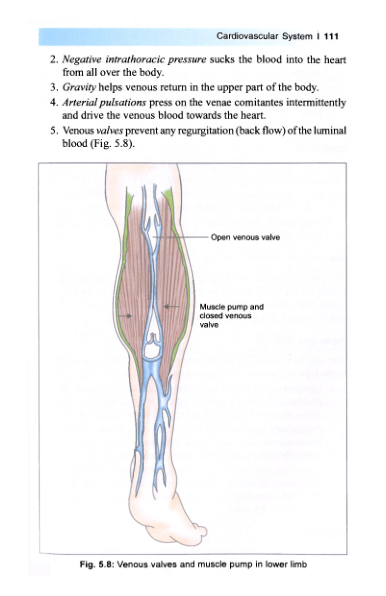 Cardiovascular System I 111
2. Negative intrathoracic pressure sucks the blood into the heart
from all over the body.
3. Gravity helps venous return in the upper part of the body.
4. Arterial pulsations press on the venae comitantes intermittently
and drive the venous blood towards the heart.
5. Venous valves prevent any regurgitation (back flow) of the luminal
blood (Fig. 5.8).
Open venous valve
Muscle pump and
closed venous
valve
Fig. 5.8: Venous valves and muscle pump in lower limb